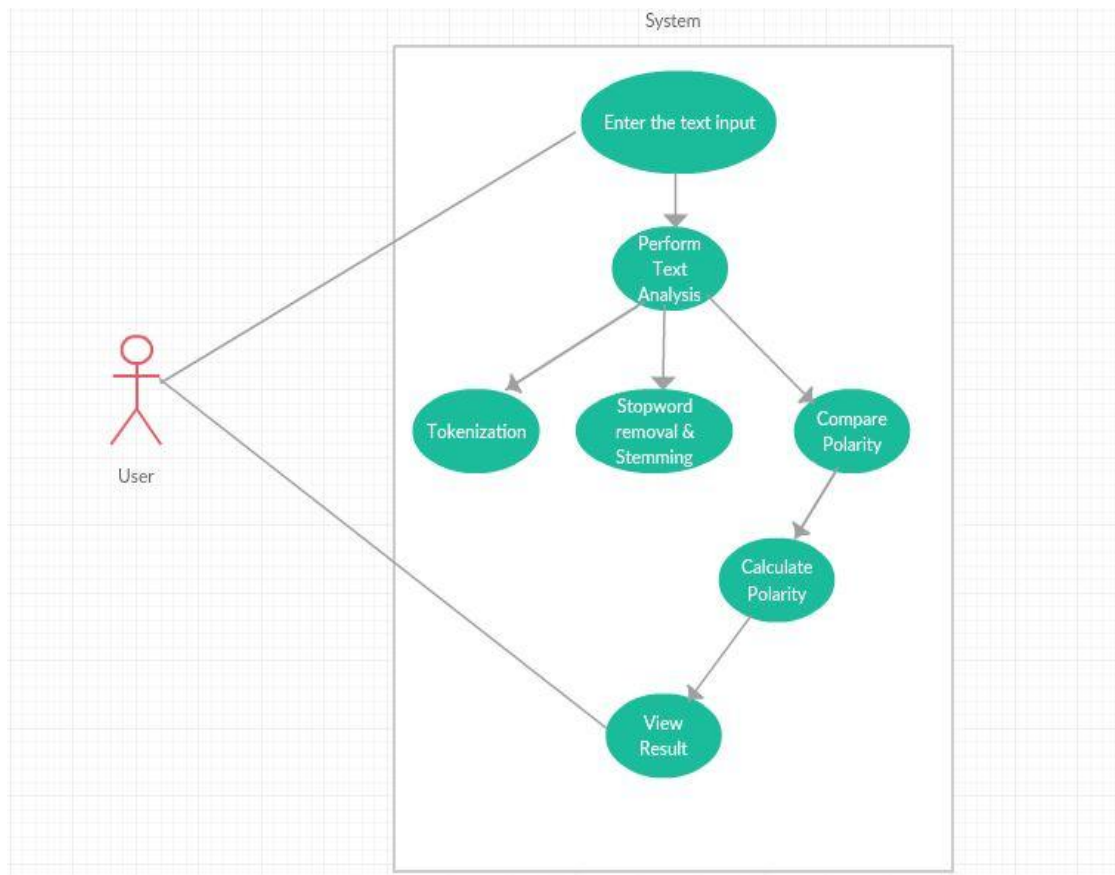 System
Enter the text input
Perform
Text
Analysis
Tokenization
Stopword
removal &
Stemming
Compare
Polarity
User
Calculate
Polarity
View
Result